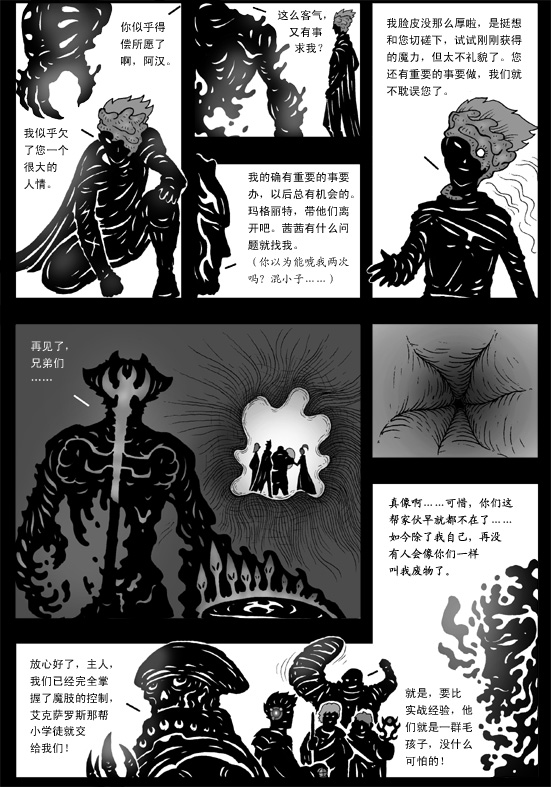 你似乎得
偿所愿了
啊，阿汉。
我似乎欠
了您一个
很大的
人情。
这么客气，
又有事
求我？
我的确有重要的事要
办，以后总有机会的。
玛格丽特，带他们离
开吧。茜茜有什么问
题就找我。
（你以为能唬我两次
吗？混小子……）
我脸皮没那么厚啦，是挺想
和您切磋下，试试刚刚获得
的魔力，但太不礼貌了。您
还有重要的事要做，我们就
不耽误您了。
再见了，
兄弟们
……
真像啊……可惜，你们这
帮家伙早就都不在了……
如今除了我自己，再没
有人会像你们一样
叫我废物了。
放心好了，主人，
我们已经完全掌
握了魔肢的控制，
艾克萨罗斯那帮
小学徒就交
给我们！
就是，要比
实战经验，他
们就是一群毛
孩子，没什么
可怕的！